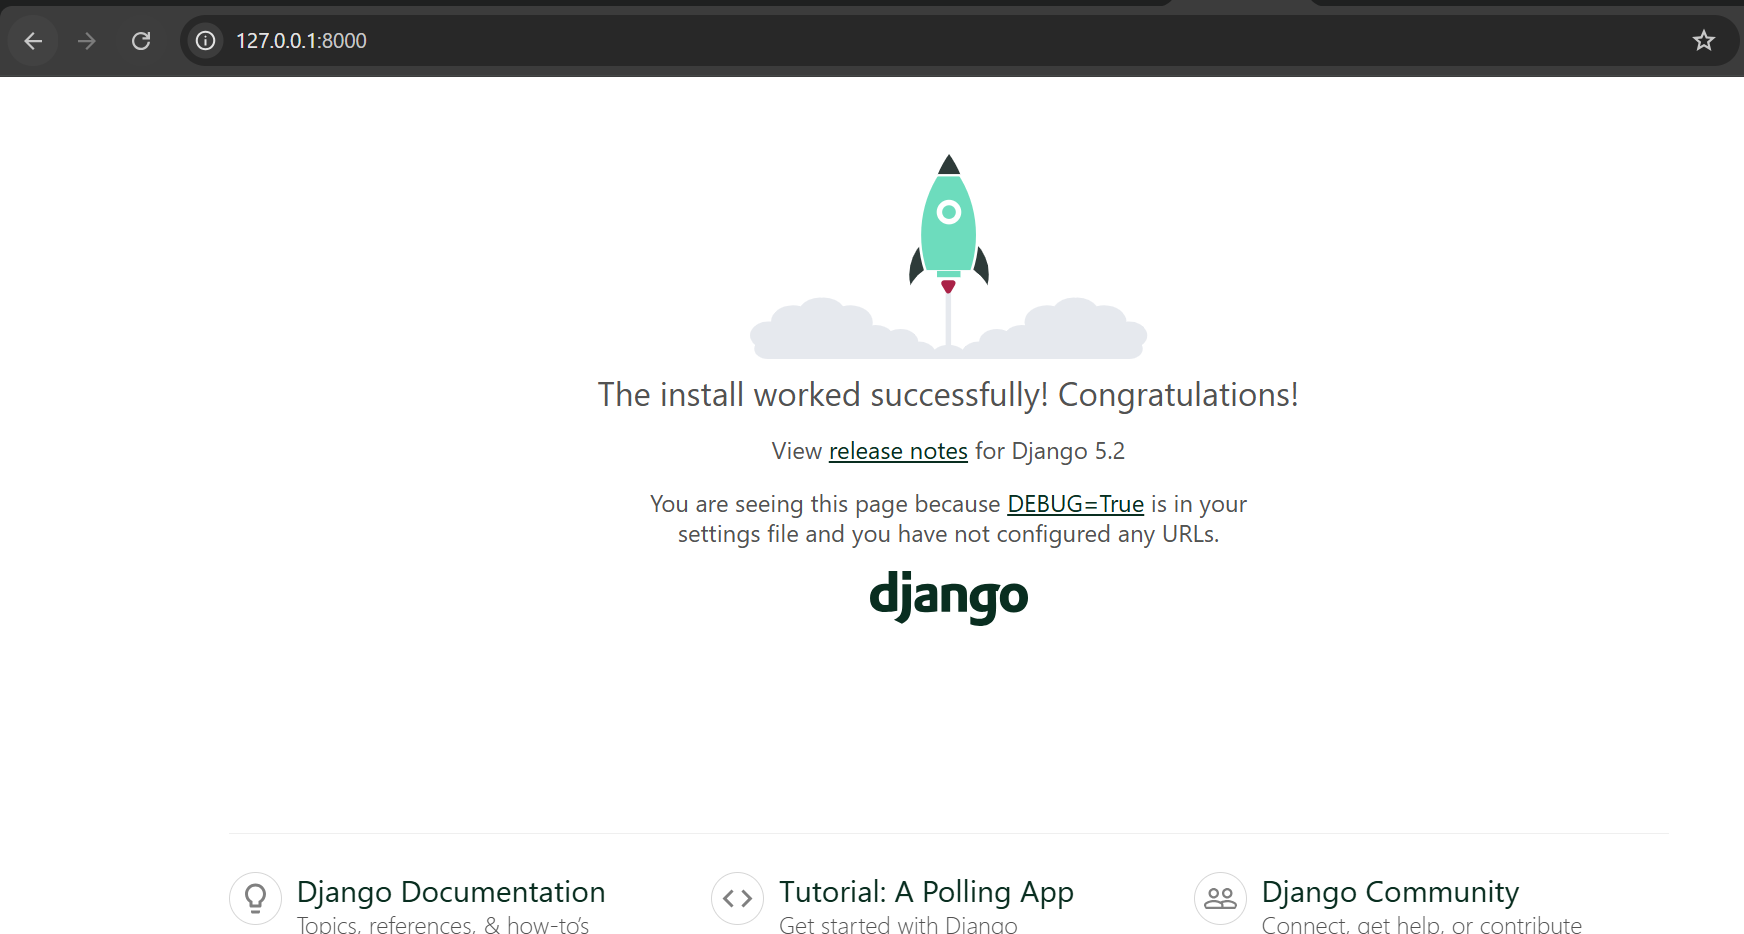 127.0.0.1:8000
The install worked successfully! Congratulations!
View release notes for Django 5.2
You are seeing this page because DEBUG=True is in your
settings file and you have not configured any URLs.
django
Django Documentation
Topics, references, & how-to’s
Tutorial: A Polling App
Get started with Django
Django Community
Connect, get help, or contribute